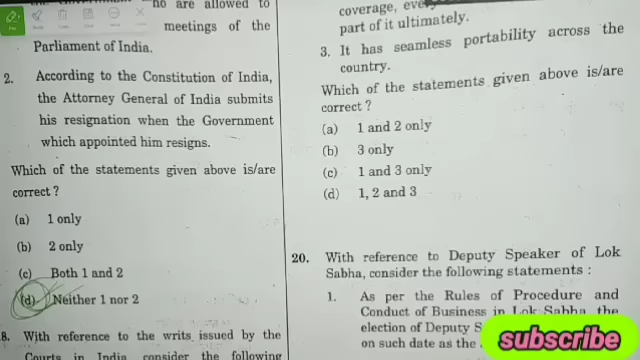 no are allowed to
meetings of the
Parliament of India.
2. According to the Constitution of India,
the Attorney General of India submits
his resignation when the Government
which appointed him resigns.
Which of the statements given above is/are
correct ?
(a) 1 only
(b) 2 only
(c) Both 1 and 2
(d) Neither 1 nor 2
8. With reference to the writs issued by the
Courts in India consider the following
coverage,
part of it ultimately.
3. It has seamless portability across the
country.
Which of the statements given above is/are
correct ?
(a) 1 and 2 only
(b) 3 only
(c) 1 and 3 only
(d) 1, 2 and 3
20. With reference to Deputy Speaker of Lok
Sabha, consider the following statements :
1. As per the Rules of Procedure and
Conduct of Business in Lok Sabha, the
election of Deputy S
on such date as the
subscribe